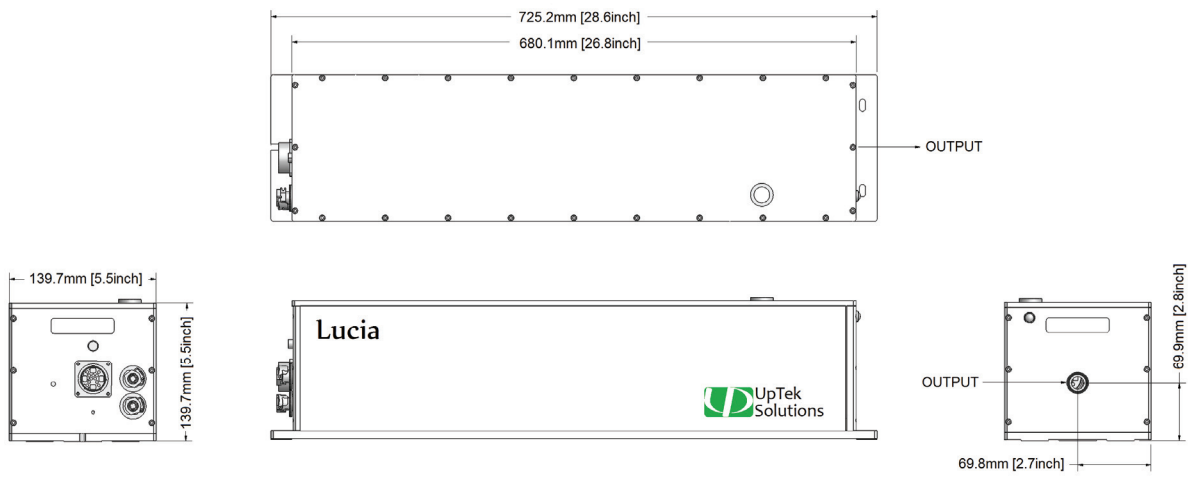 725.2mm [28.6inch]
680.1mm [26.8inch]
OUTPUT
139.7mm [5.5inch]
139.7mm [5.5inch]
Lucia
UpTek
Solutions
OUTPUT
69.9mm [2.8inch]
69.8mm [2.7inch]